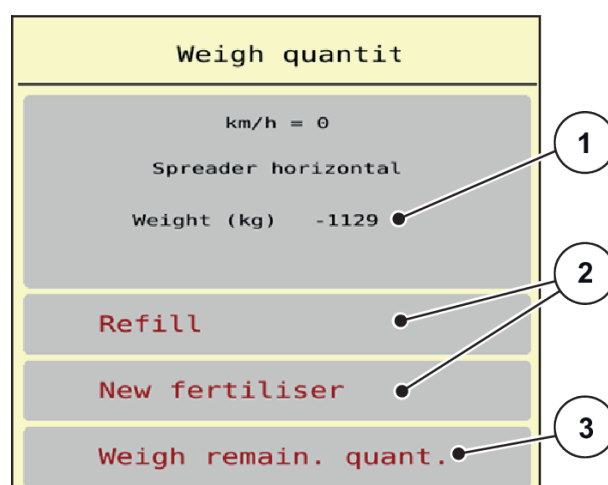 Weigh quantit
km/h = 0
1
Spreader horizontal
Weight (kg) -1129
2
Refill
New fertiliser
3
Weigh remain. quant.